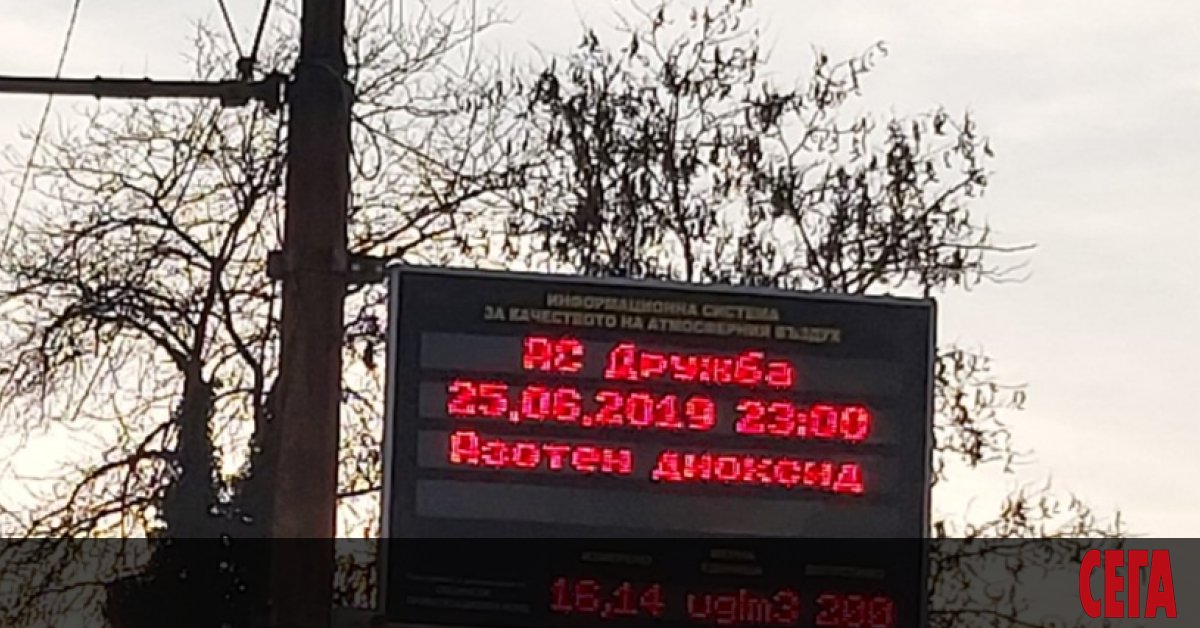 ИНФОРМАЦИОННА СИСТЕМА
ЗА КАЧЕСТВОТО НА АТМОСФЕРНИЯ ВЪЗДУХ
АС Дружба
25.06.2019 23:00
Азотен диоксид
16,14 ug/m3 200
СЕГА